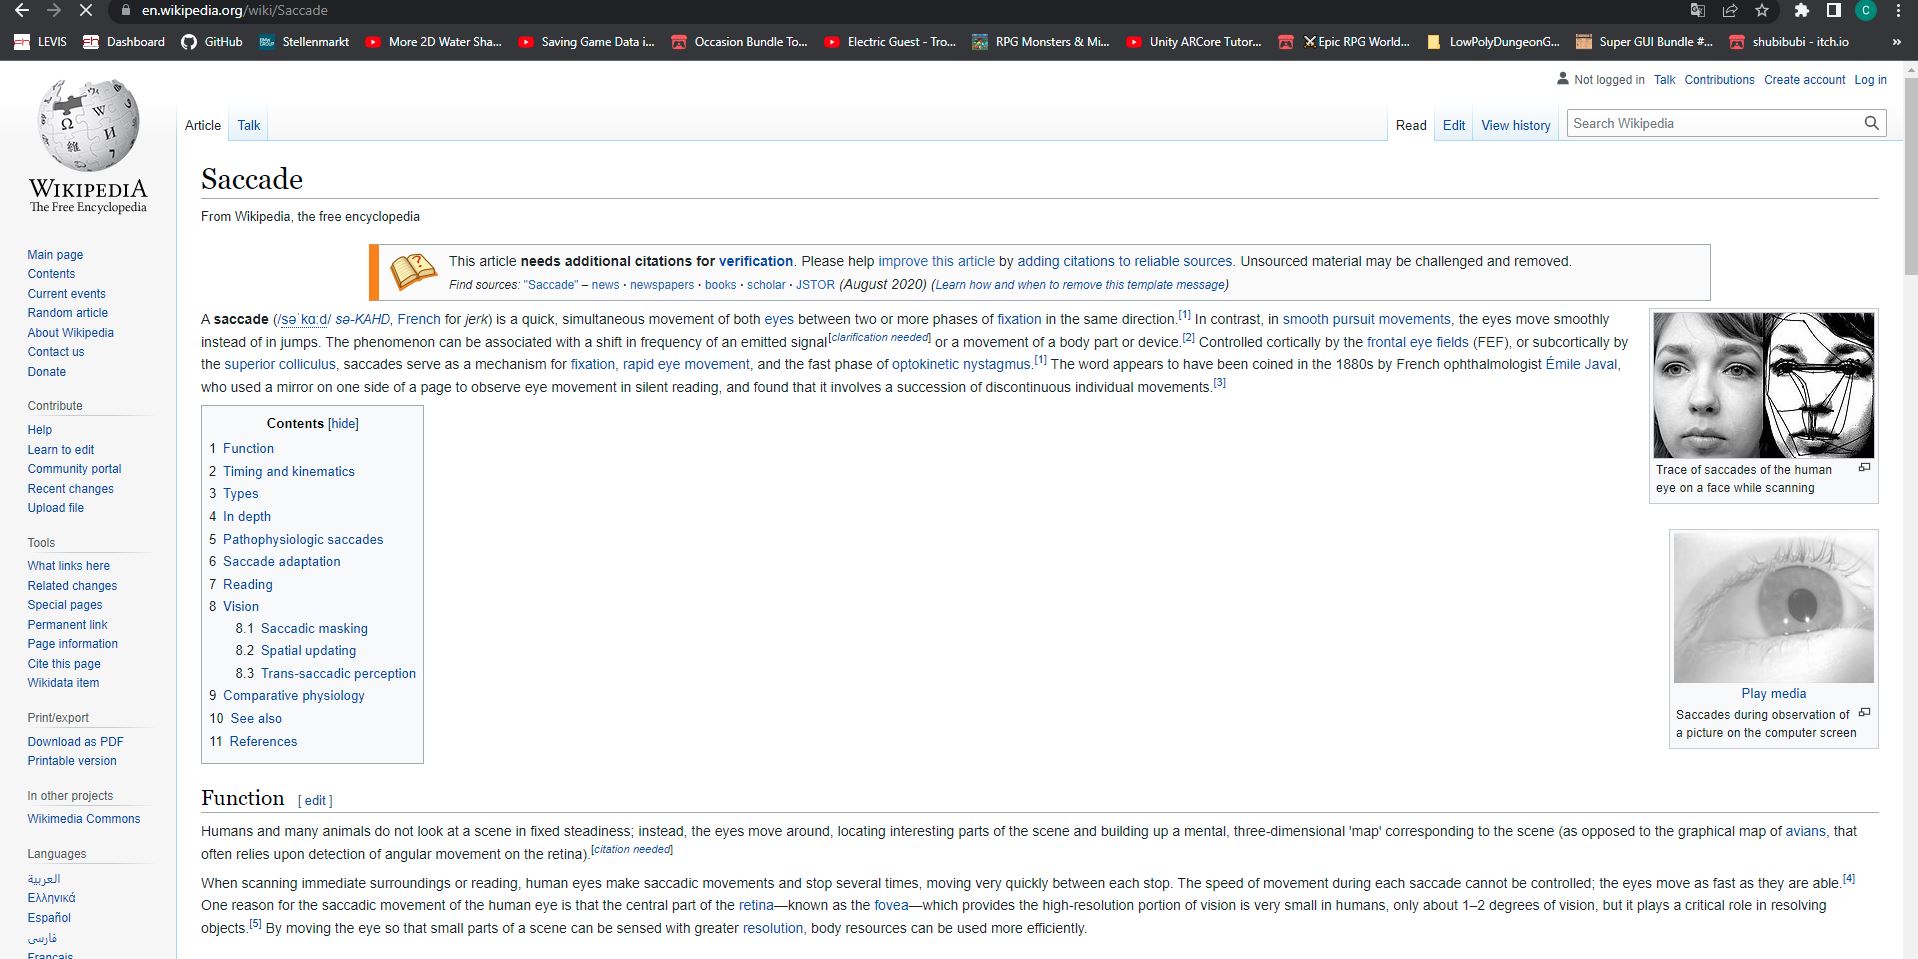 en.wikipedia.org/wiki/Saccade
C
LEVIS
Dashboard
GitHub
Stellenmarkt
More 2D Water Sha...
Saving Game Data i...
Occasion Bundle To...
Electric Guest - Tro...
RPG Monsters & Mi...
Unity ARCore Tutor...
Epic RPG World...
LowPolyDungeonG...
Super GUI Bundle #...
shubibubi - itch.io
»
Not logged in Talk Contributions Create account Log in
Article Talk
Read Edit View history
Search Wikipedia
WIKIPEDIA
The Free Encyclopedia
Main page
Contents
Current events
Random article
About Wikipedia
Contact us
Donate
Contribute
Help
Learn to edit
Community portal
Recent changes
Upload file
Tools
What links here
Related changes
Special pages
Permanent link
Page information
Cite this page
Wikidata item
Print/export
Download as PDF
Printable version
In other projects
Wikimedia Commons
Languages
العربية
Ελληνικά
Español
فارسی
Français
Saccade
From Wikipedia, the free encyclopedia
This article needs additional citations for verification. Please help improve this article by adding citations to reliable sources. Unsourced material may be challenged and removed.
Find sources: "Saccade" – news · newspapers · books · scholar · JSTOR (August 2020) (Learn how and when to remove this template message)
A saccade (/səˈkɑːd/ sə-KAHD, French for jerk) is a quick, simultaneous movement of both eyes between two or more phases of fixation in the same direction.[1] In contrast, in smooth pursuit movements, the eyes move smoothly
instead of in jumps. The phenomenon can be associated with a shift in frequency of an emitted signal[clarification needed] or a movement of a body part or device.[2] Controlled cortically by the frontal eye fields (FEF), or subcortically by
the superior colliculus, saccades serve as a mechanism for fixation, rapid eye movement, and the fast phase of optokinetic nystagmus.[1] The word appears to have been coined in the 1880s by French ophthalmologist Émile Javal,
who used a mirror on one side of a page to observe eye movement in silent reading, and found that it involves a succession of discontinuous individual movements.[3]
Trace of saccades of the human
eye on a face while scanning
Play media
Saccades during observation of
a picture on the computer screen
Contents [hide]
1 Function
2 Timing and kinematics
3 Types
4 In depth
5 Pathophysiologic saccades
6 Saccade adaptation
7 Reading
8 Vision
8.1 Saccadic masking
8.2 Spatial updating
8.3 Trans-saccadic perception
9 Comparative physiology
10 See also
11 References
Function [ edit ]
Humans and many animals do not look at a scene in fixed steadiness; instead, the eyes move around, locating interesting parts of the scene and building up a mental, three-dimensional 'map' corresponding to the scene (as opposed to the graphical map of avians, that
often relies upon detection of angular movement on the retina).[citation needed]
When scanning immediate surroundings or reading, human eyes make saccadic movements and stop several times, moving very quickly between each stop. The speed of movement during each saccade cannot be controlled; the eyes move as fast as they are able.[4]
One reason for the saccadic movement of the human eye is that the central part of the retina—known as the fovea—which provides the high-resolution portion of vision is very small in humans, only about 1–2 degrees of vision, but it plays a critical role in resolving
objects.[5] By moving the eye so that small parts of a scene can be sensed with greater resolution, body resources can be used more efficiently.